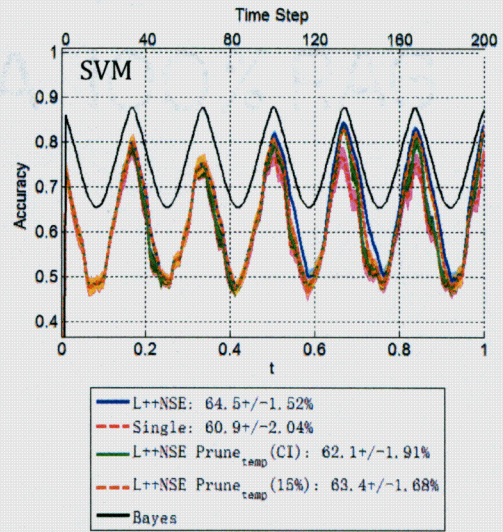 Time Step
0 40 60 80 100 120 140 160 200
SVM
1
0.9
0.8
0.7
0.6
0.5
0.4
Accuracy
0 0.2 0.4 0.6 0.8 1
t
L++NSE: 64.5+/-1.52%
Single: 60.9+/-2.04%
L++NSE Prune_temp(CI): 62.1+/-1.91%
L++NSE Prune_temp(15%): 63.4+/-1.68%
Bayes